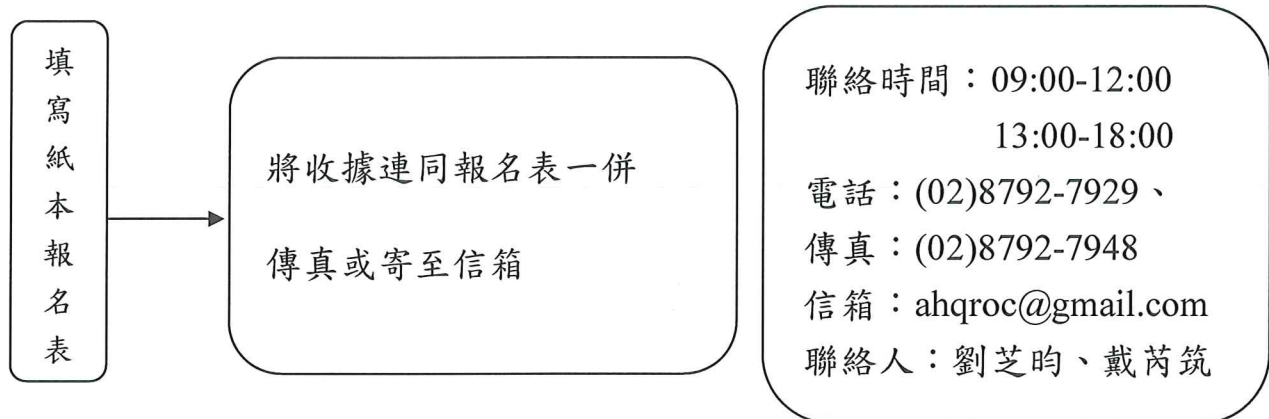 填寫紙本報名表
將收據連同報名表一併
傳真或寄至信箱
聯絡時間：09:00-12:00
13:00-18:00
電話：(02)8792-7929、
傳真：(02)8792-7948
信箱：ahqroc@gmail.com
聯絡人：劉芝昀、戴芮筑